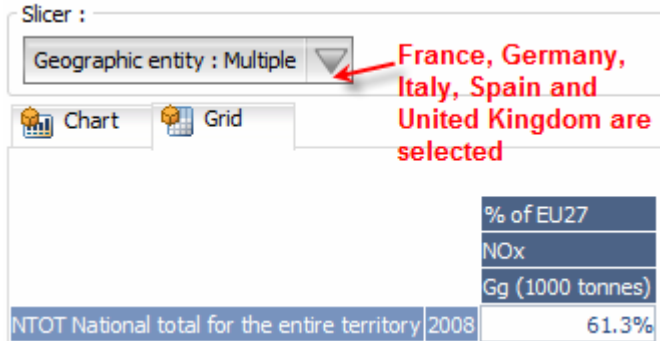 Slicer :
Geographic entity : Multiple
France, Germany,
Italy, Spain and
United Kingdom are
selected
Chart
Grid
% of EU27
NOx
Gg (1000 tonnes)
NTOT National total for the entire territory 2008 61.3%